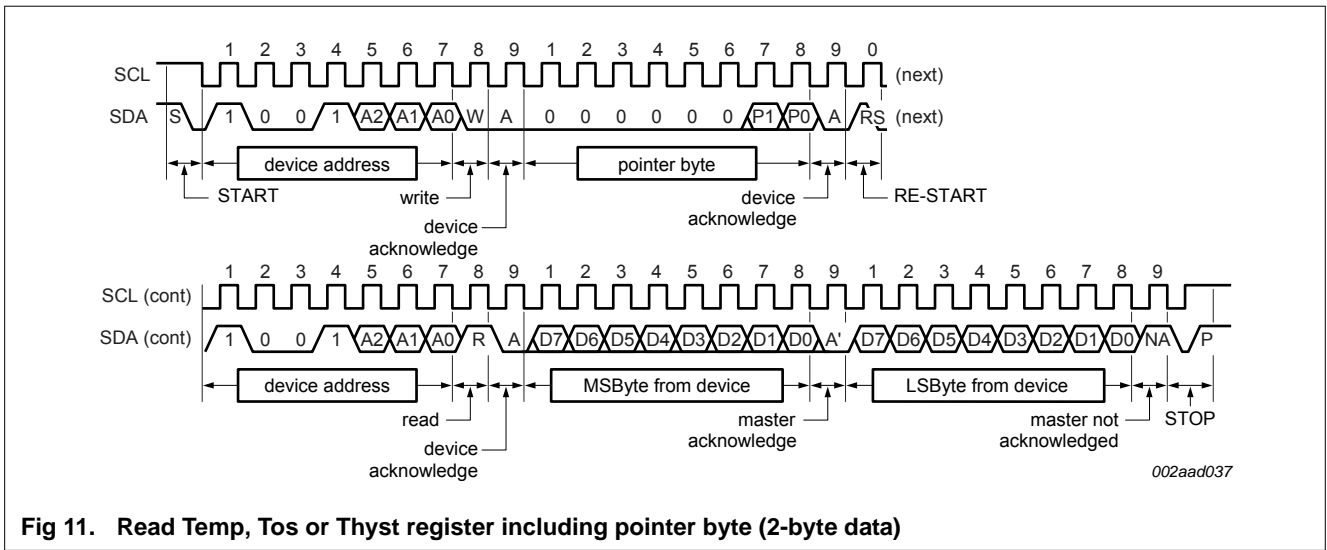 1 2 3 4 5 6 7 8 9 1 2 3 4 5 6 7 8 9 0
SCL (next)
SDA S 1 0 0 1 A2 A1 A0 W A 0 0 0 0 0 0 P1 P0 A RS (next)
device address pointer byte
START write device RE-START
device acknowledge
acknowledge
1 2 3 4 5 6 7 8 9 1 2 3 4 5 6 7 8 9 1 2 3 4 5 6 7 8 9
SCL (cont)
SDA (cont) 1 0 0 1 A2 A1 A0 R A D7 D6 D5 D4 D3 D2 D1 D0 A' D7 D6 D5 D4 D3 D2 D1 D0 NA P
device address MSByte from device LSByte from device
read master master not STOP
device acknowledge acknowledged
acknowledge
002aad037
Fig 11. Read Temp, Tos or Thyst register including pointer byte (2-byte data)